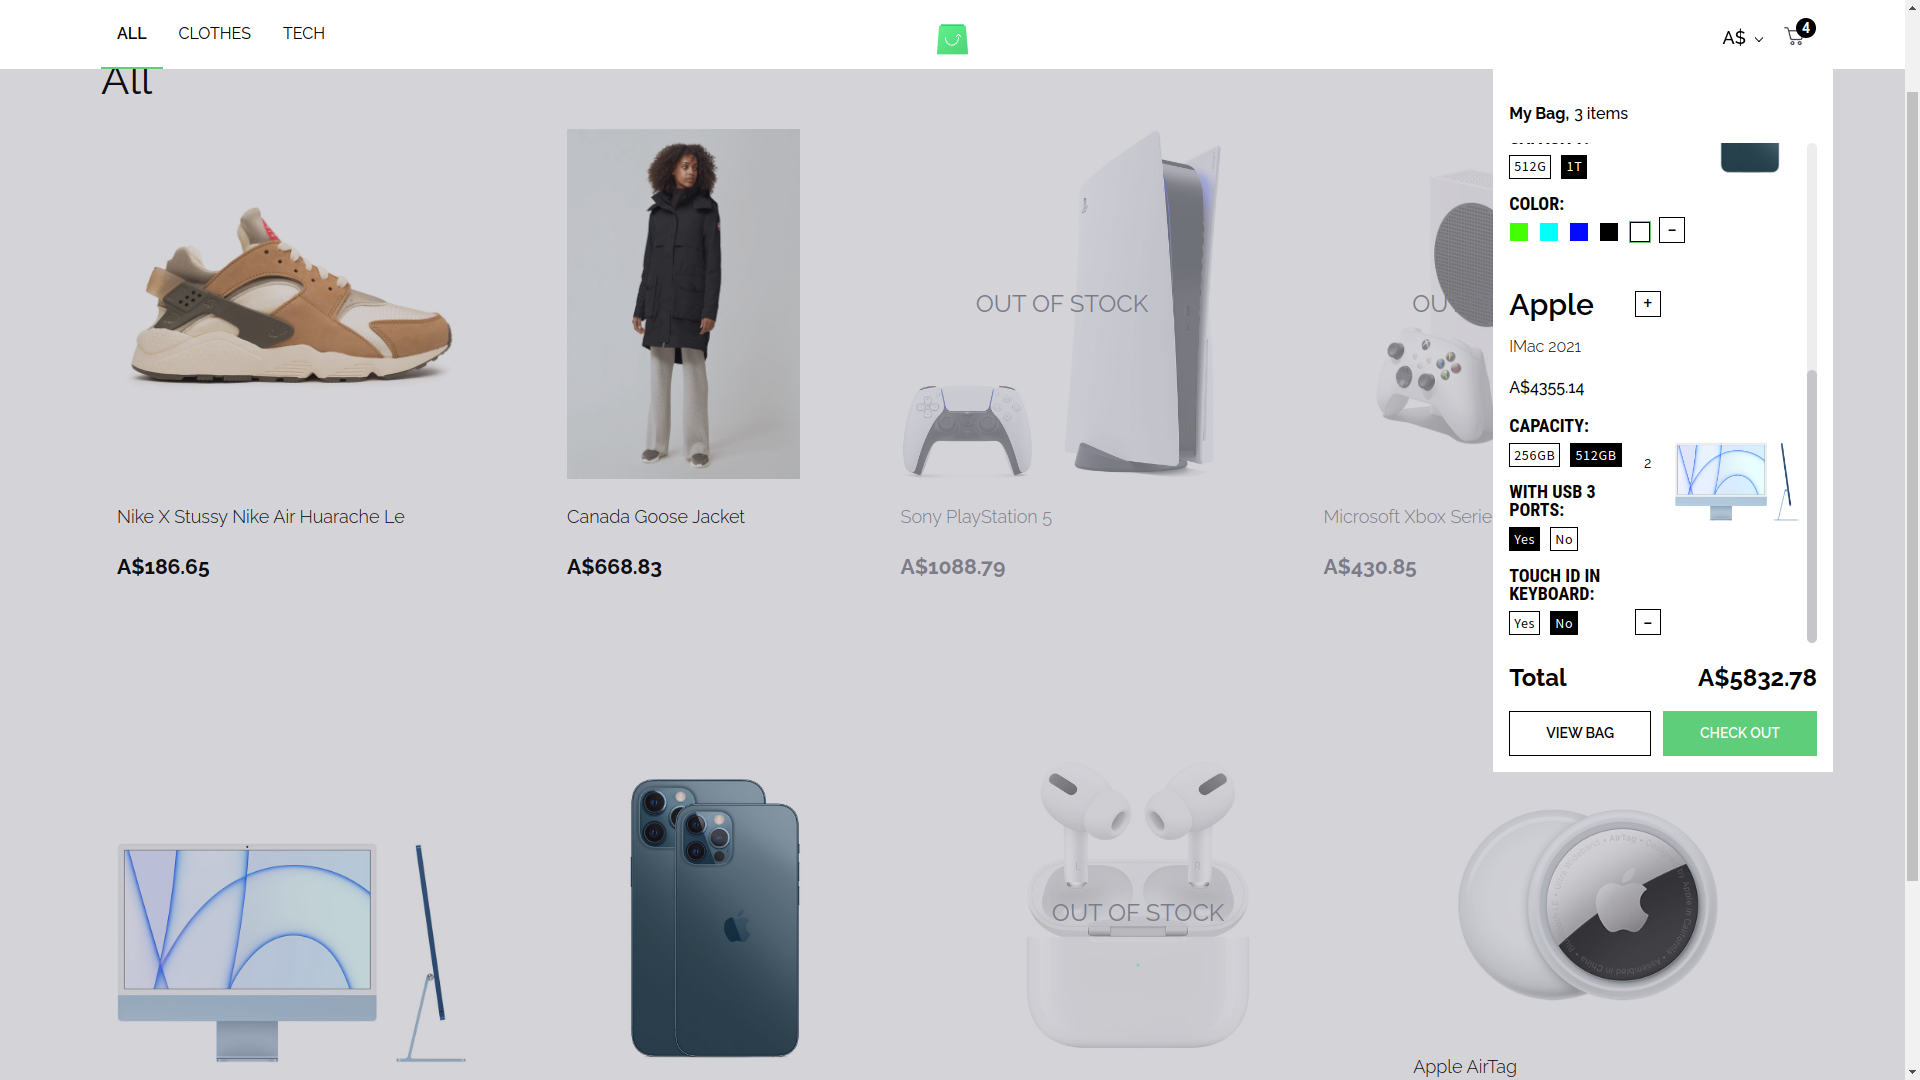 ALL
CLOTHES
TECH
A$
4
All
My Bag, 3 items
512G
1T
COLOR:
-
Apple
+
IMac 2021
A$4355.14
CAPACITY:
256GB
512GB
2
WITH USB 3
PORTS:
Yes
No
TOUCH ID IN
KEYBOARD:
Yes
No
-
Total
A$5832.78
VIEW BAG
CHECK OUT
OUT OF STOCK
Nike X Stussy Nike Air Huarache Le
A$186.65
Canada Goose Jacket
A$668.83
Sony PlayStation 5
A$1088.79
Microsoft Xbox Serie
A$430.85
OUT OF STOCK
Apple AirTag